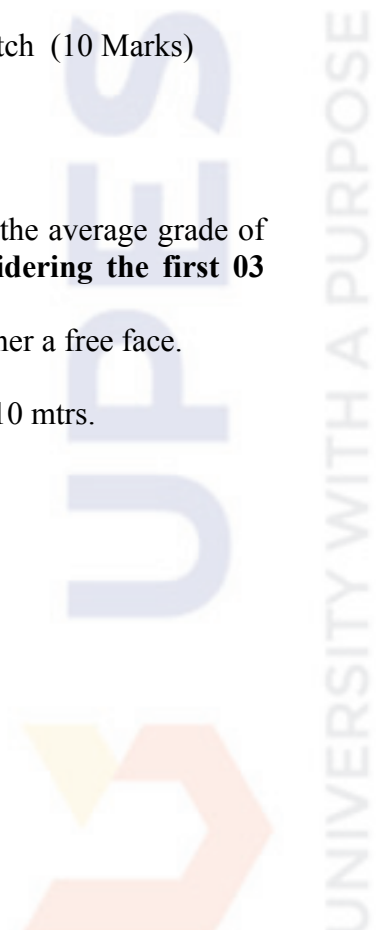 tch (10 Marks)
the average grade of
idering the first 03
her a free face.
10 mtrs.
UPES
UNIVERSITY WITH A PURPOSE